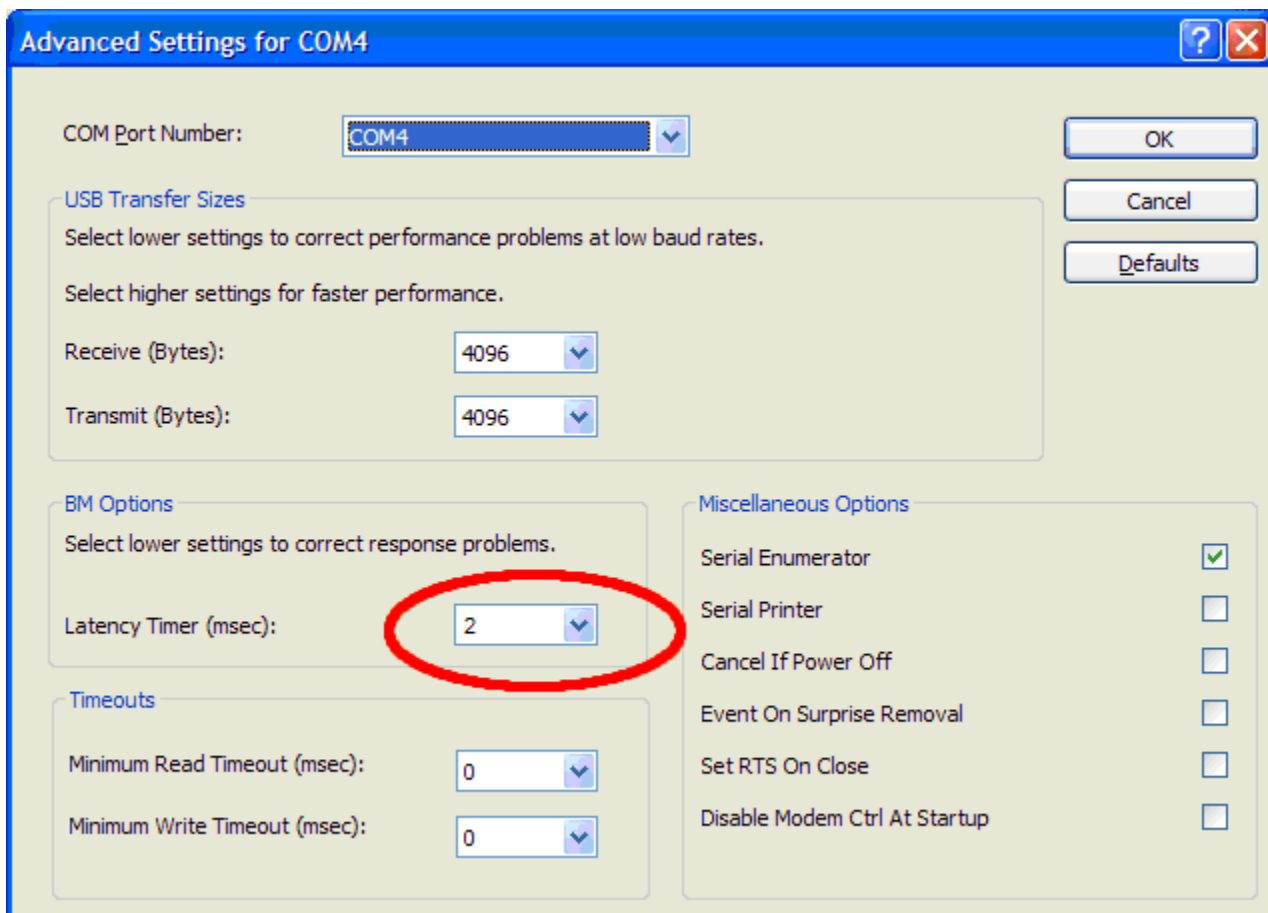 Advanced Settings for COM4
COM Port Number: COM4
OK
USB Transfer Sizes
Cancel
Select lower settings to correct performance problems at low baud rates.
Defaults
Select higher settings for faster performance.
Receive (Bytes): 4096
Transmit (Bytes): 4096
BM Options
Select lower settings to correct response problems.
Latency Timer (msec): 2
Timeouts
Minimum Read Timeout (msec): 0
Minimum Write Timeout (msec): 0
Miscellaneous Options
Serial Enumerator
Serial Printer
Cancel If Power Off
Event On Surprise Removal
Set RTS On Close
Disable Modem Ctrl At Startup